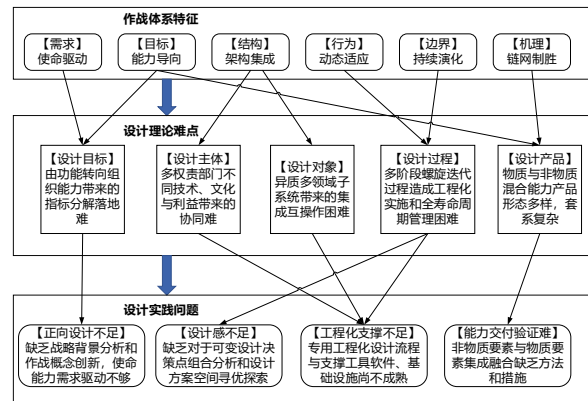 作战体系特征
【需求】
使命驱动
【目标】
能力导向
【结构】
架构集成
【行为】
动态适应
【边界】
持续演化
【机理】
链网制胜
设计理论难点
【设计目标】
由功能转向组
织能力带来的
指标分解落地
难
【设计主体】
多权责部门不
同技术、文化
与利益带来的
协同难
【设计对象】
异质多领域子
系统带来的集
成互操作困难
【设计过程】
多阶段螺旋迭代
过程造成工程化
实施和全寿命周
期管理困难
【设计产品】
物质与非物质
混合能力产品
形态多样，套
系复杂
设计实践问题
【正向设计不足】
缺乏战略背景分析和
作战概念创新，使命
能力需求驱动不够
【设计感不足】
缺乏对于可变设计决
策点组合分析和设计
方案空间寻优探索
【工程化支撑不足】
专用工程化设计流程
与支撑工具软件、基
础设施尚不成熟
【能力交付验证难】
非物质要素与物质要
素集成融合缺乏方法
和措施